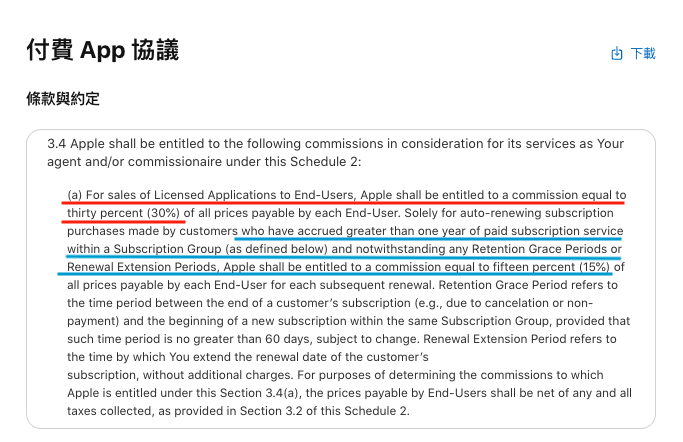 付費 App 協議
下載
條款與約定
3.4 Apple shall be entitled to the following commissions in consideration for its services as Your
agent and/or commissionaire under this Schedule 2:
(a) For sales of Licensed Applications to End-Users, Apple shall be entitled to a commission equal to
thirty percent (30%) of all prices payable by each End-User. Solely for auto-renewing subscription
purchases made by customers who have accrued greater than one year of paid subscription service
within a Subscription Group (as defined below) and notwithstanding any Retention Grace Periods or
Renewal Extension Periods, Apple shall be entitled to a commission equal to fifteen percent (15%) of
all prices payable by each End-User for each subsequent renewal. Retention Grace Period refers to
the time period between the end of a customer’s subscription (e.g., due to cancelation or non-
payment) and the beginning of a new subscription within the same Subscription Group, provided that
such time period is no greater than 60 days, subject to change. Renewal Extension Period refers to
the time by which You extend the renewal date of the customer’s
subscription, without additional charges. For purposes of determining the commissions to which
Apple is entitled under this Section 3.4(a), the prices payable by End-Users shall be net of any and all
taxes collected, as provided in Section 3.2 of this Schedule 2.